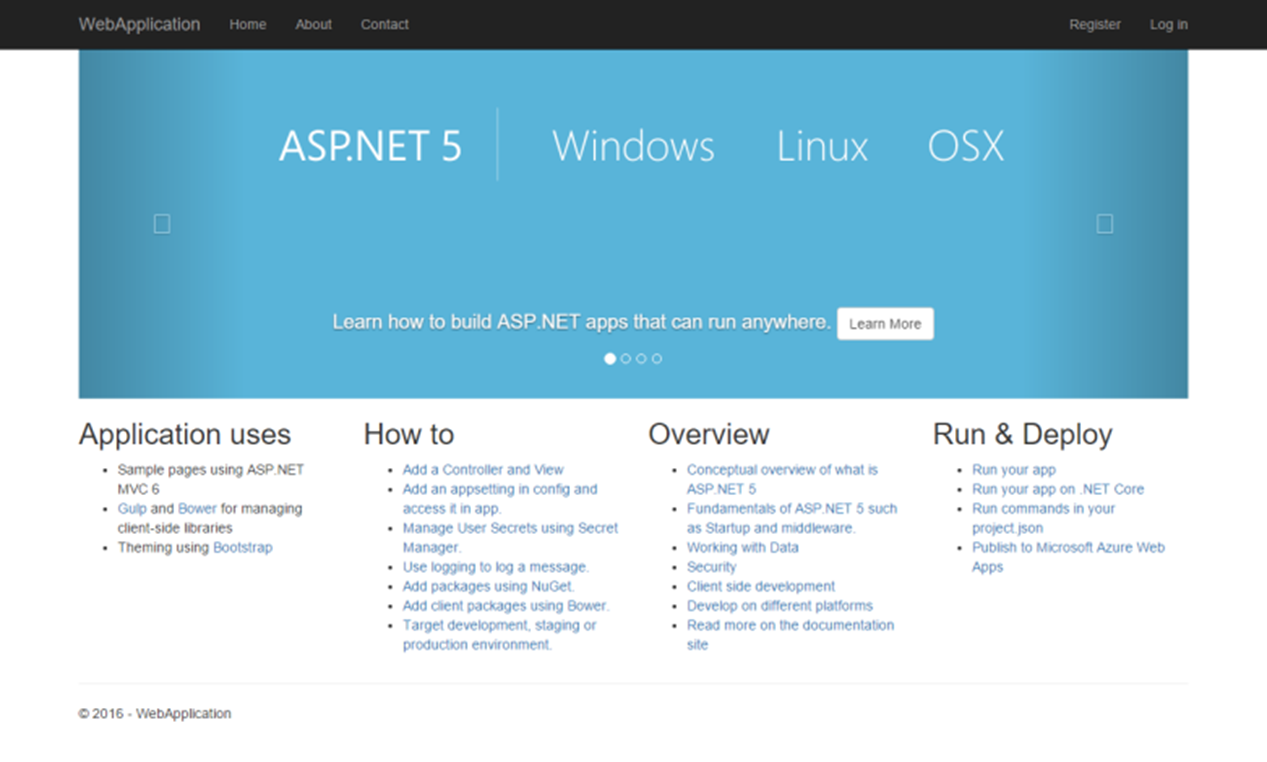 WebApplication Home About Contact Register Log in
ASP.NET 5 Windows Linux OSX
Learn how to build ASP.NET apps that can run anywhere. Learn More
Application uses
Sample pages using ASP.NET
MVC 6
Gulp and Bower for managing
client-side libraries
Theming using Bootstrap
How to
Add a Controller and View
Add an appsetting in config and
access it in app.
Manage User Secrets using Secret
Manager.
Use logging to log a message.
Add packages using NuGet.
Add client packages using Bower.
Target development, staging or
production environment.
Overview
Conceptual overview of what is
ASP.NET 5
Fundamentals of ASP.NET 5 such
as Startup and middleware.
Working with Data
Security
Client side development
Develop on different platforms
Read more on the documentation
site
Run & Deploy
Run your app
Run your app on .NET Core
Run commands in your
project.json
Publish to Microsoft Azure Web
Apps
© 2016 - WebApplication